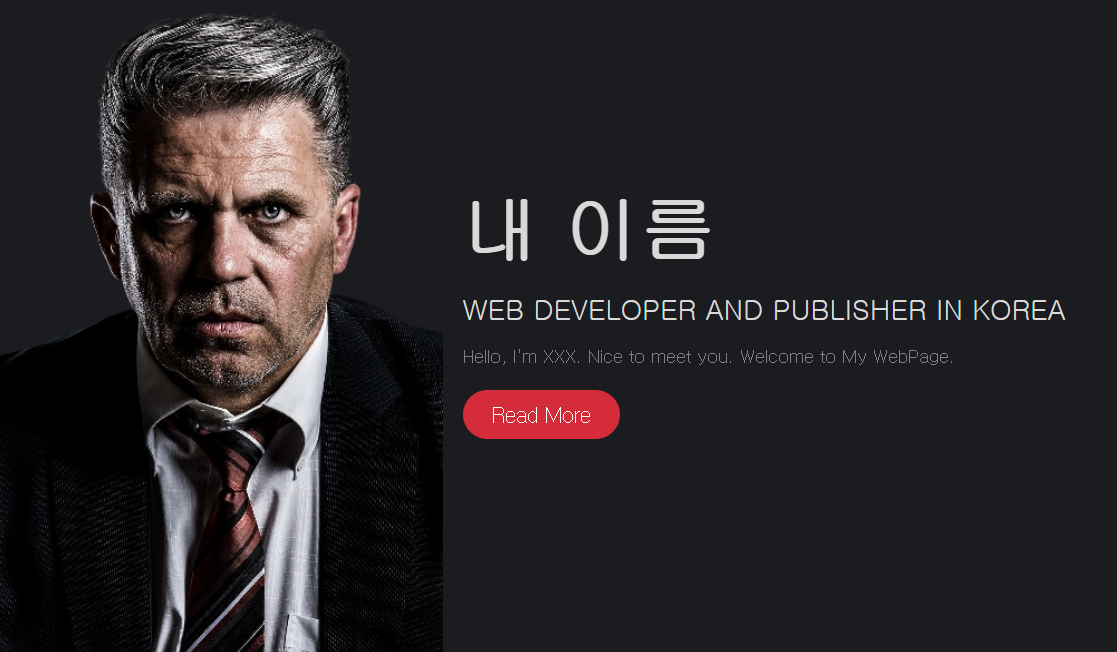 내 이름
WEB DEVELOPER AND PUBLISHER IN KOREA
Hello, I'm XXX. Nice to meet you. Welcome to My WebPage.
Read More